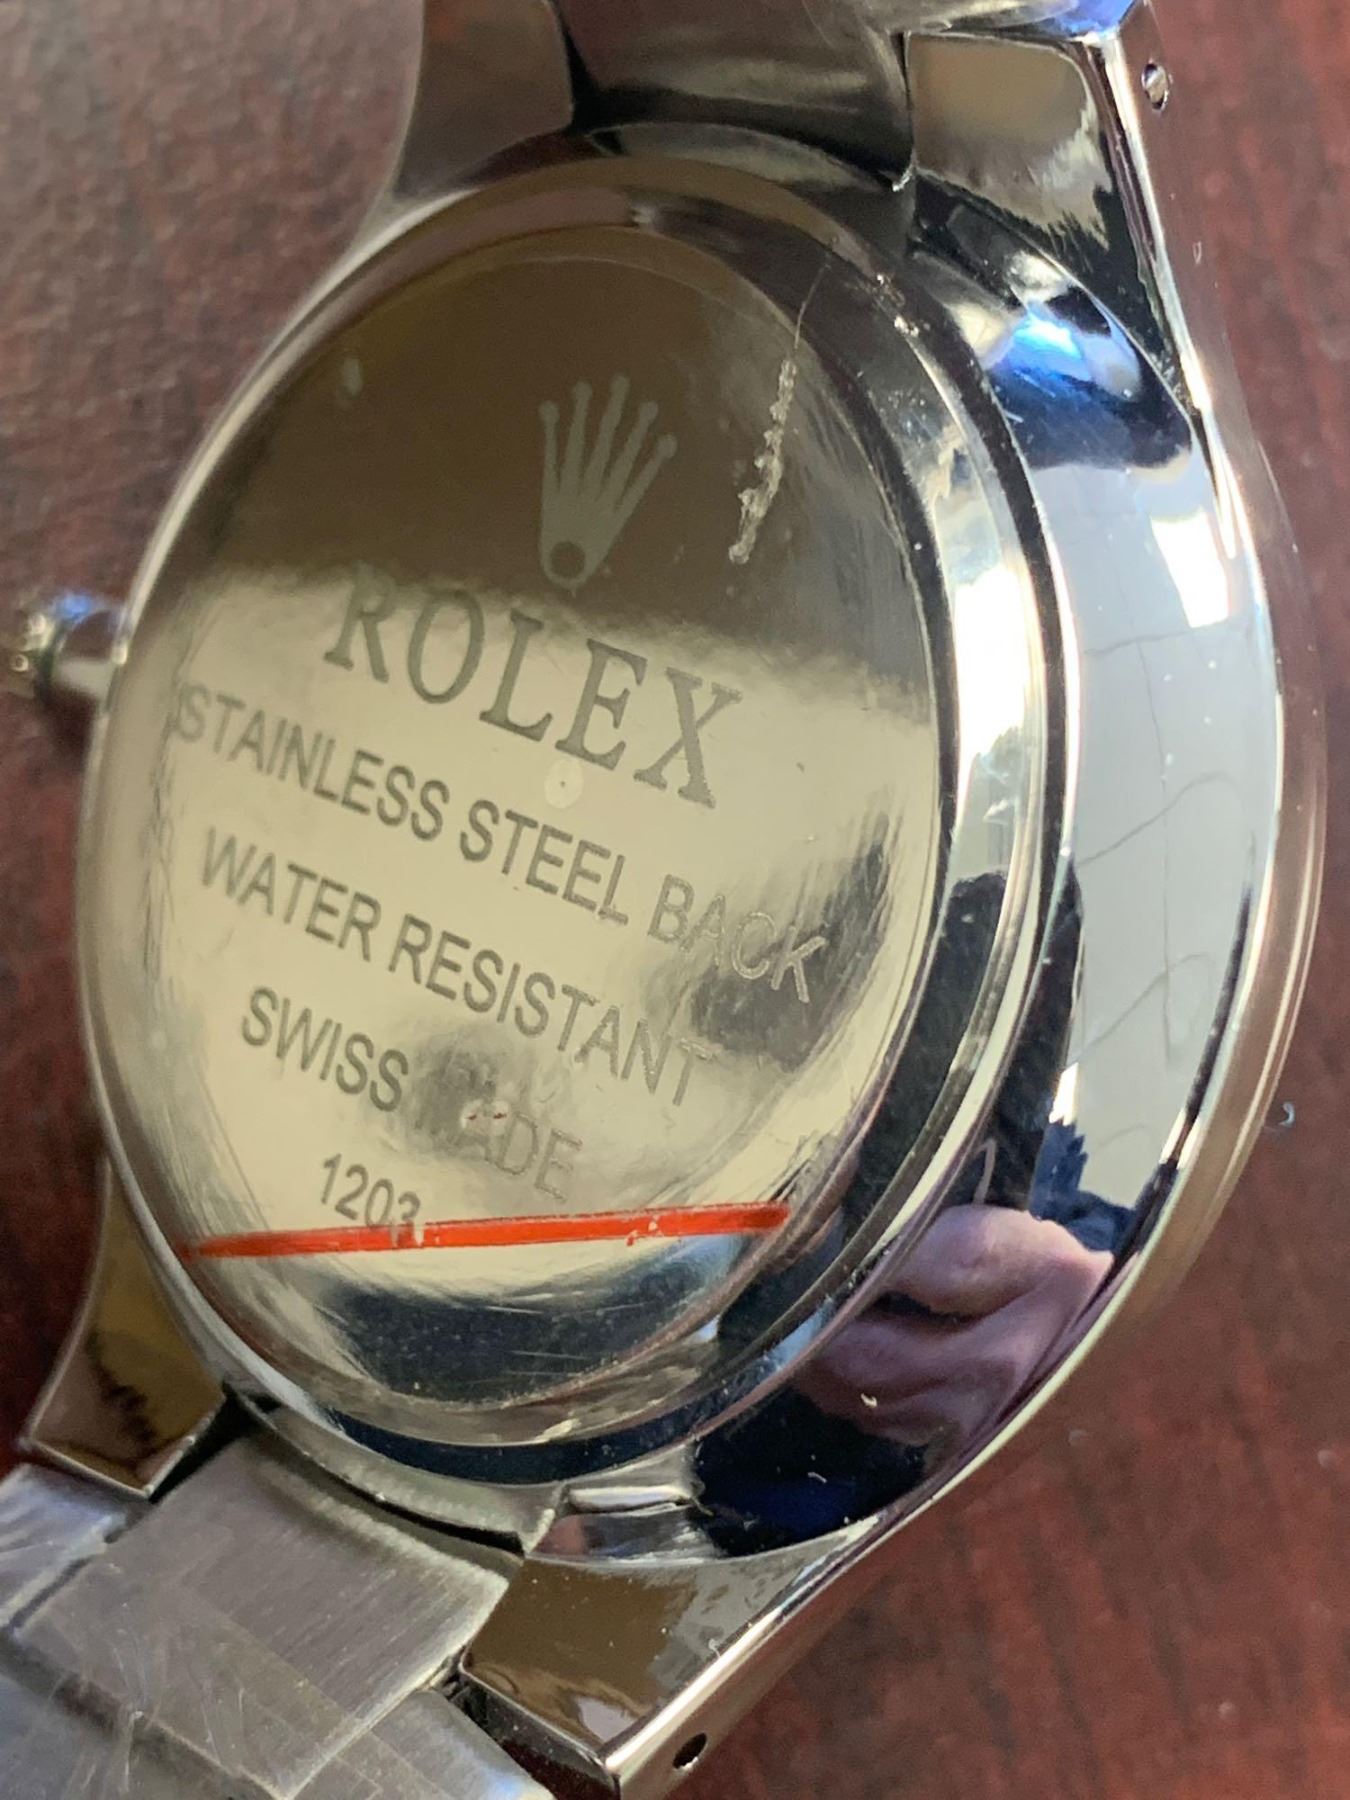 ROLEX
STAINLESS STEEL BACK
WATER RESISTANT
SWISS MADE
1203